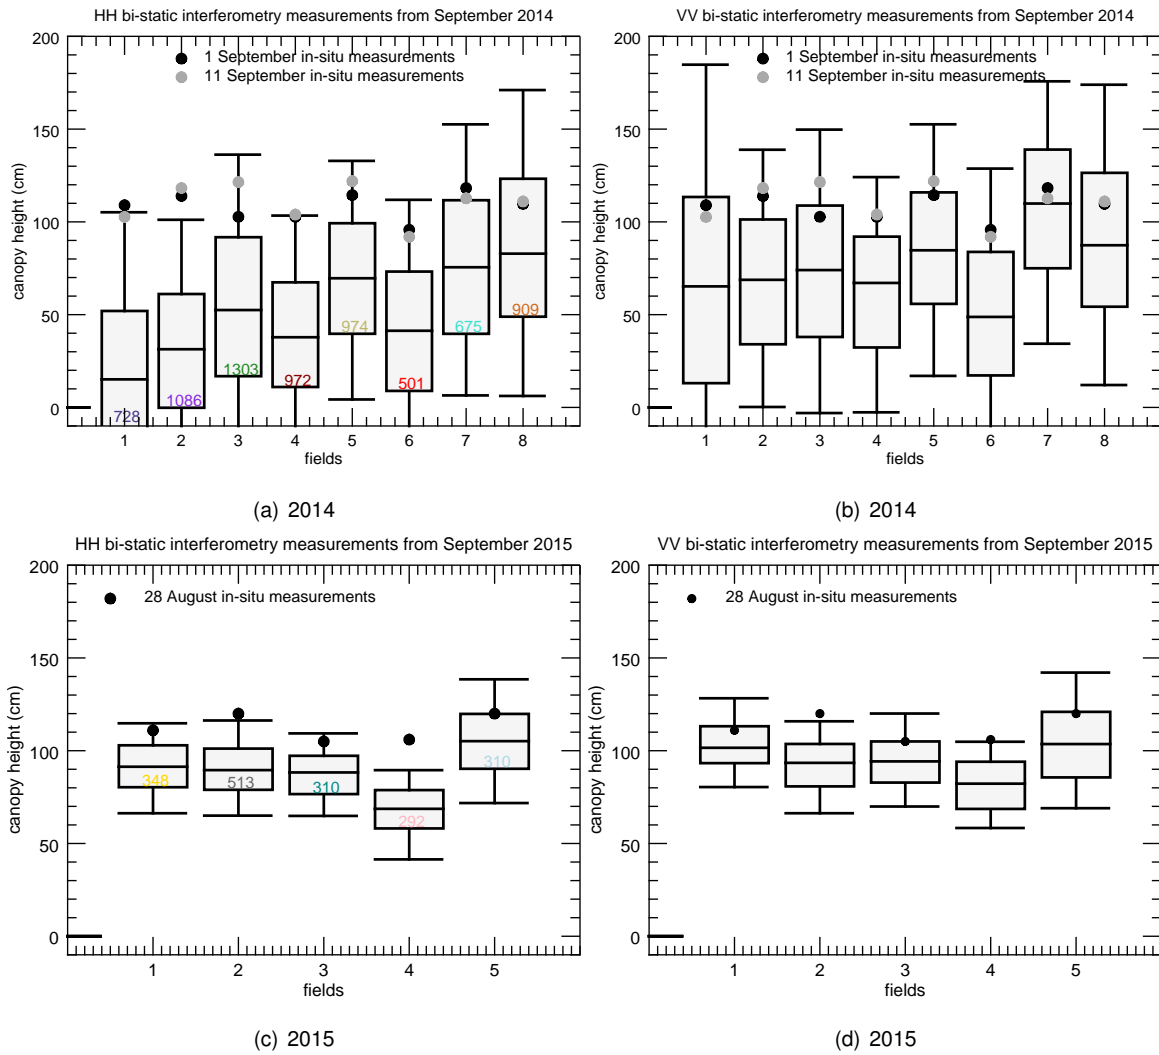 HH bi-static interferometry measurements from September 2014
200
150
100
50
0
canopy height (cm)
1 September in-situ measurements
11 September in-situ measurements
728
1086
1303
972
974
501
675
909
1 2 3 4 5 6 7 8
fields
(a) 2014
VV bi-static interferometry measurements from September 2014
200
150
100
50
0
canopy height (cm)
1 September in-situ measurements
11 September in-situ measurements
1 2 3 4 5 6 7 8
fields
(b) 2014
HH bi-static interferometry measurements from September 2015
200
150
100
50
0
canopy height (cm)
28 August in-situ measurements
348
513
310
292
310
1 2 3 4 5
fields
(c) 2015
VV bi-static interferometry measurements from September 2015
200
150
100
50
0
canopy height (cm)
28 August in-situ measurements
1 2 3 4 5
fields
(d) 2015